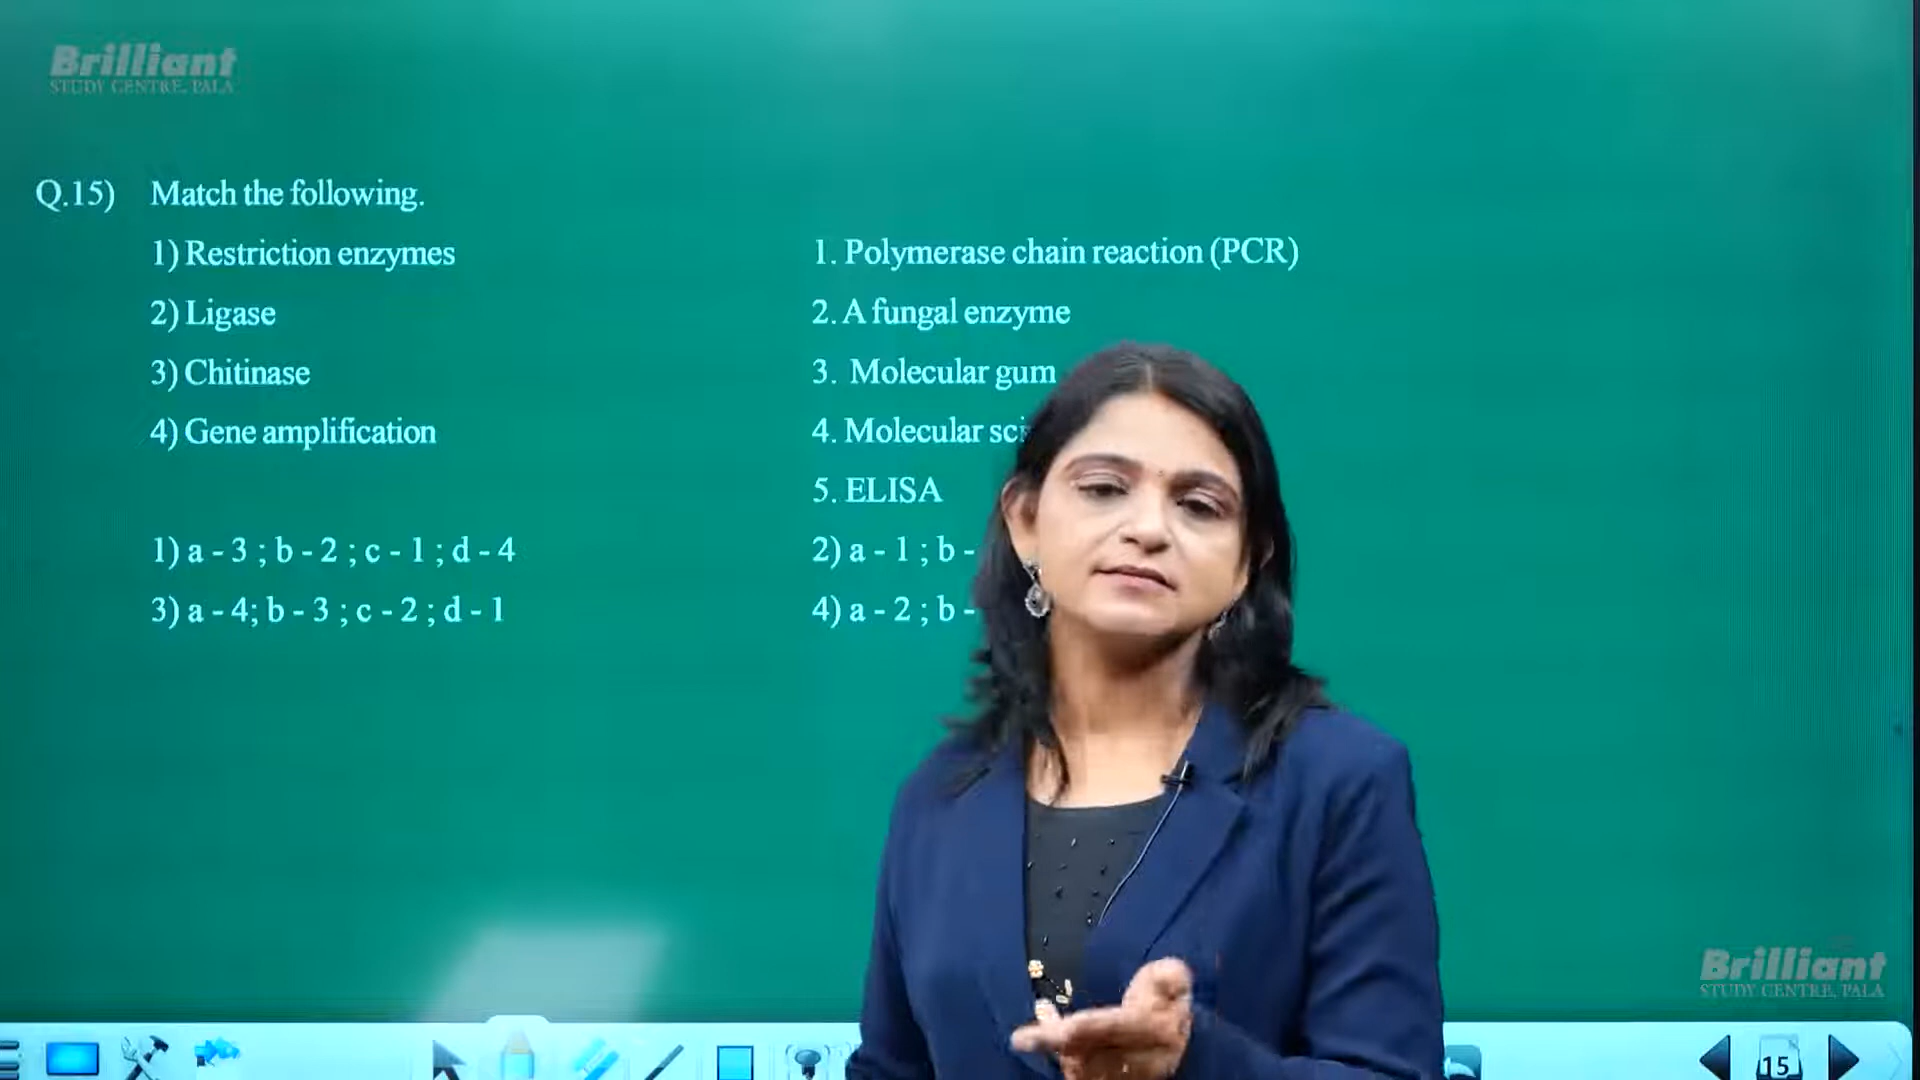 Brilliant
STUDY CENTRE, PALA
Q.15) Match the following.
1) Restriction enzymes 1. Polymerase chain reaction (PCR)
2) Ligase 2. A fungal enzyme
3) Chitinase 3. Molecular gum
4) Gene amplification 4. Molecular
5. ELISA
1) a - 3 ; b - 2 ; c - 1 ; d - 4 2) a - 1 ; b -
3) a - 4; b - 3 ; c - 2 ; d - 1 4) a - 2 ; b -
Brilliant
STUDY CENTRE, PALA
15